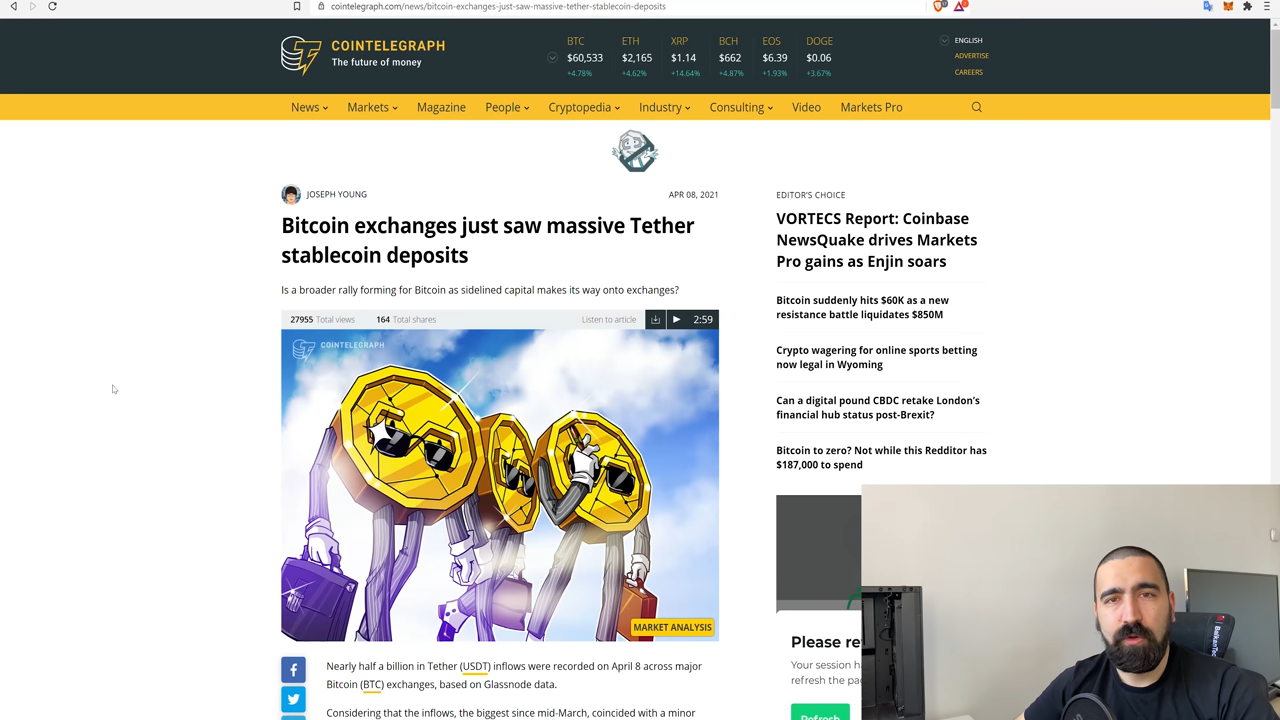 cointelegraph.com/news/bitcoin-exchanges-just-saw-massive-tether-stablecoin-deposits
COINTELEGRAPH
The future of money
BTC ETH XRP BCH EOS DOGE
$60,533 $2,165 $1.14 $662 $6.39 $0.06
+4.78% +4.62% +14.64% +4.87% +1.93% +3.67%
ENGLISH
ADVERTISE
CAREERS
News Markets Magazine People Cryptopedia Industry Consulting Video Markets Pro
JOSEPH YOUNG APR 08, 2021
Bitcoin exchanges just saw massive Tether
stablecoin deposits
Is a broader rally forming for Bitcoin as sidelined capital makes its way onto exchanges?
27955 Total views 164 Total shares Listen to article 2:59
COINTELEGRAPH
MARKET ANALYSIS
Nearly half a billion in Tether (USDT) inflows were recorded on April 8 across major
Bitcoin (BTC) exchanges, based on Glassnode data.
Considering that the inflows, the biggest since mid-March, coincided with a minor
EDITOR'S CHOICE
VORTECS Report: Coinbase
NewsQuake drives Markets
Pro gains as Enjin soars
Bitcoin suddenly hits $60K as a new
resistance battle liquidates $850M
Crypto wagering for online sports betting
now legal in Wyoming
Can a digital pound CBDC retake London's
financial hub status post-Brexit?
Bitcoin to zero? Not while this Redditor has
$187,000 to spend
Please re
Your session h
refresh the pa
Refresh